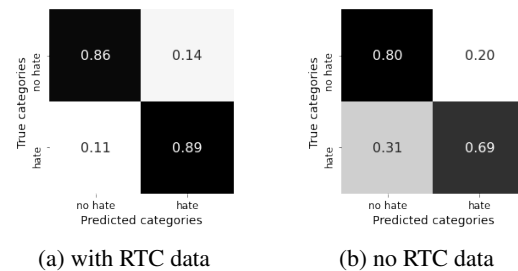 True categories
no hate
hate
0.86
0.14
0.11
0.89
no hate
hate
Predicted categories
(a) with RTC data
True categories
no hate
hate
0.80
0.20
0.31
0.69
no hate
hate
Predicted categories
(b) no RTC data